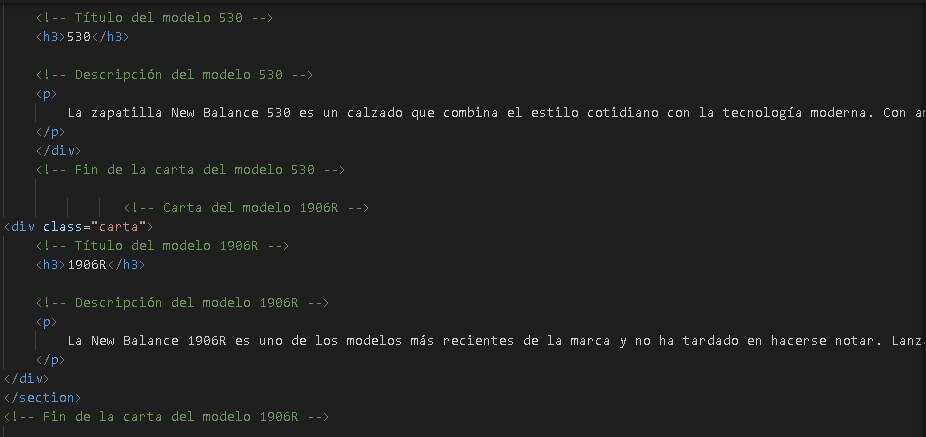 <!-- Título del modelo 530 -->
<h3>530</h3>
<!-- Descripción del modelo 530 -->
<p>
La zapatilla New Balance 530 es un calzado que combina el estilo cotidiano con la tecnología moderna. Con
</p>
</div>
<!-- Fin de la carta del modelo 530 -->
<!-- Carta del modelo 1906R -->
<div class="carta">
<!-- Título del modelo 1906R -->
<h3>1906R</h3>
<!-- Descripción del modelo 1906R -->
<p>
La New Balance 1906R es uno de los modelos más recientes de la marca y no ha tardado en hacerse notar.
</p>
</div>
</section>
<!-- Fin de la carta del modelo 1906R -->